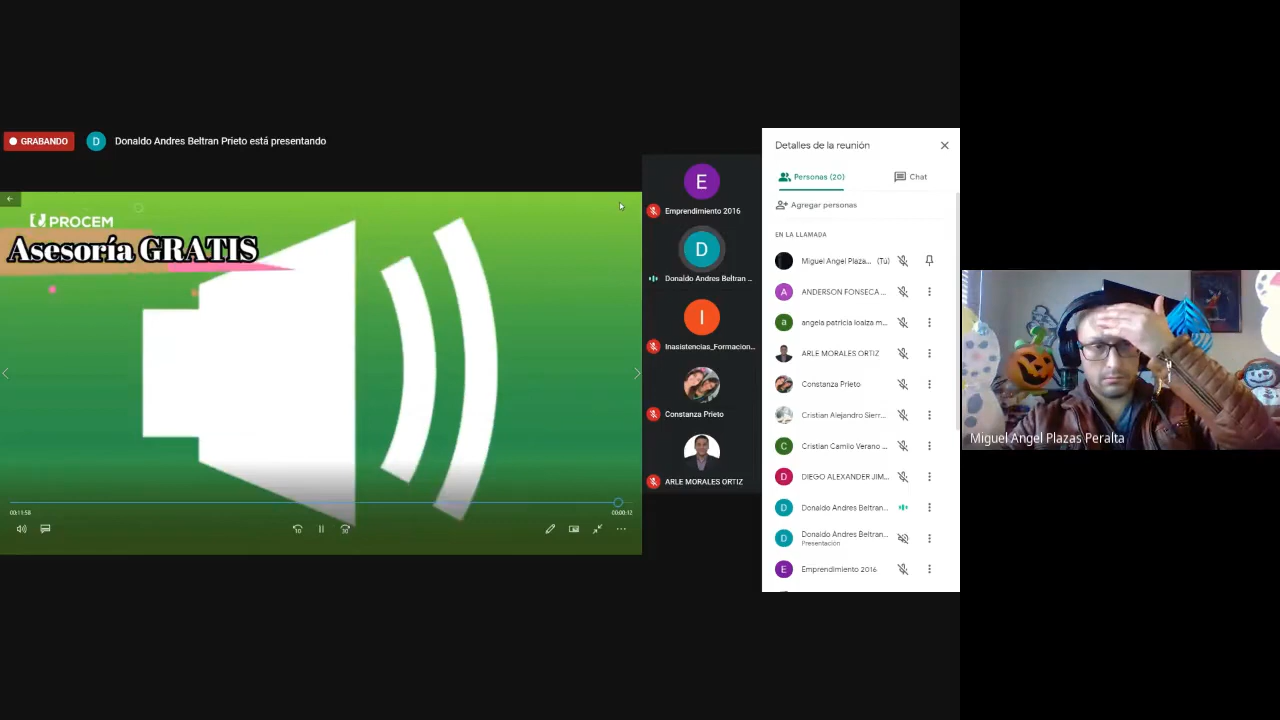 GRABANDO
D
Donaldo Andres Beltran Prieto está presentando
PROCEM
Asesoría GRATIS
00:11:58
00:00:12
10
30
E
Emprendimiento 2016
D
Donaldo Andres Beltran ...
I
Inasistencias_Formacion...
Constanza Prieto
ARLE MORALES ORTIZ
Detalles de la reunión
Personas (20)
Chat
Agregar personas
EN LA LLAMADA
Miguel Angel Plaza... (Tú)
A
ANDERSON FONSECA ...
a
angela patricia loaiza m...
ARLE MORALES ORTIZ
Constanza Prieto
Cristian Alejandro Sierr...
C
Cristian Camilo Verano ...
D
DIEGO ALEXANDER JIM...
D
Donaldo Andres Beltran...
D
Donaldo Andres Beltran...
Presentación
E
Emprendimiento 2016
Miguel Angel Plazas Peralta